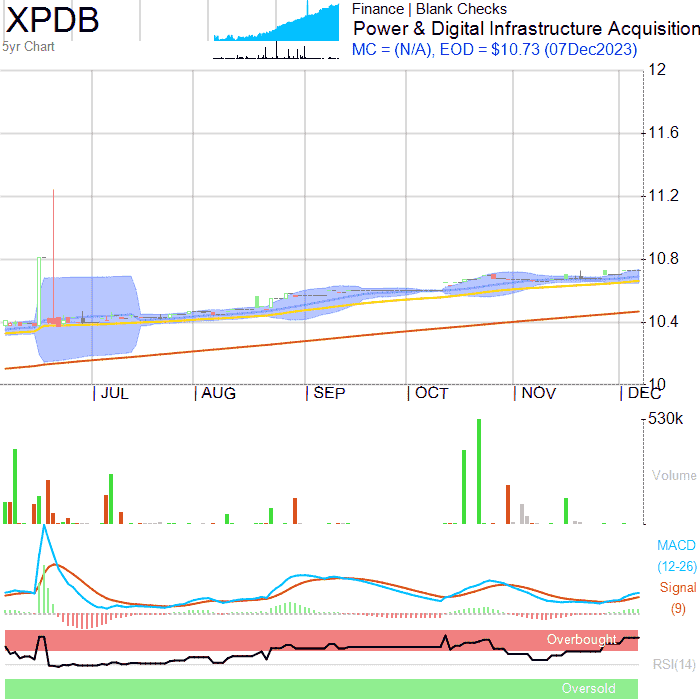 XPDB
5yr Chart
Finance | Blank Checks
Power & Digital Infrastructure Acquisition
MC = (N/A), EOD = $10.73 (07Dec2023)
12
11.6
11.2
10.8
10.4
10
JUL
AUG
SEP
OCT
NOV
DEC
530k
Volume
MACD
(12-26)
Signal
(9)
Overbought
RSI(14)
Oversold